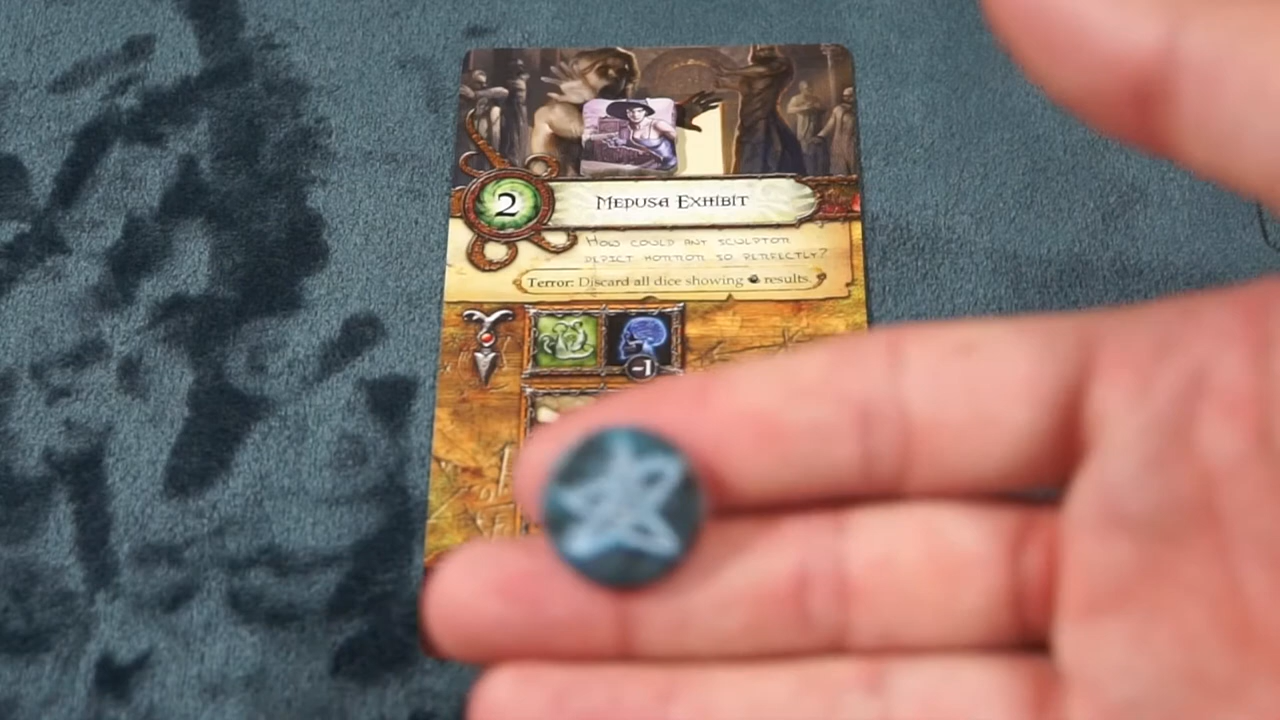 2
Medusa Exhibit
How could any sculptor
depict horror so perfectly?
Terror: Discard all dice showing results.
-1